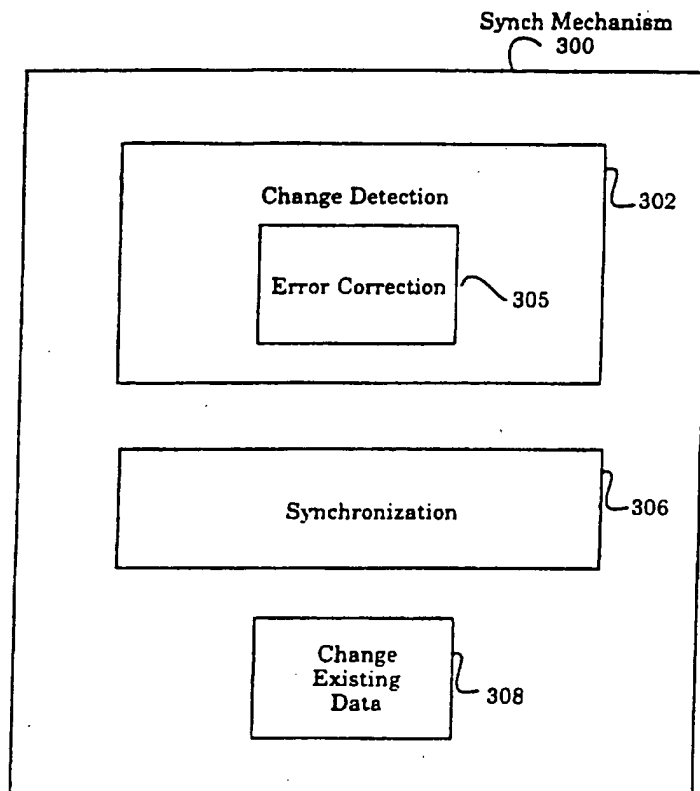 Synch Mechanism
300
Change Detection
302
Error Correction
305
Synchronization
306
Change
Existing
Data
308